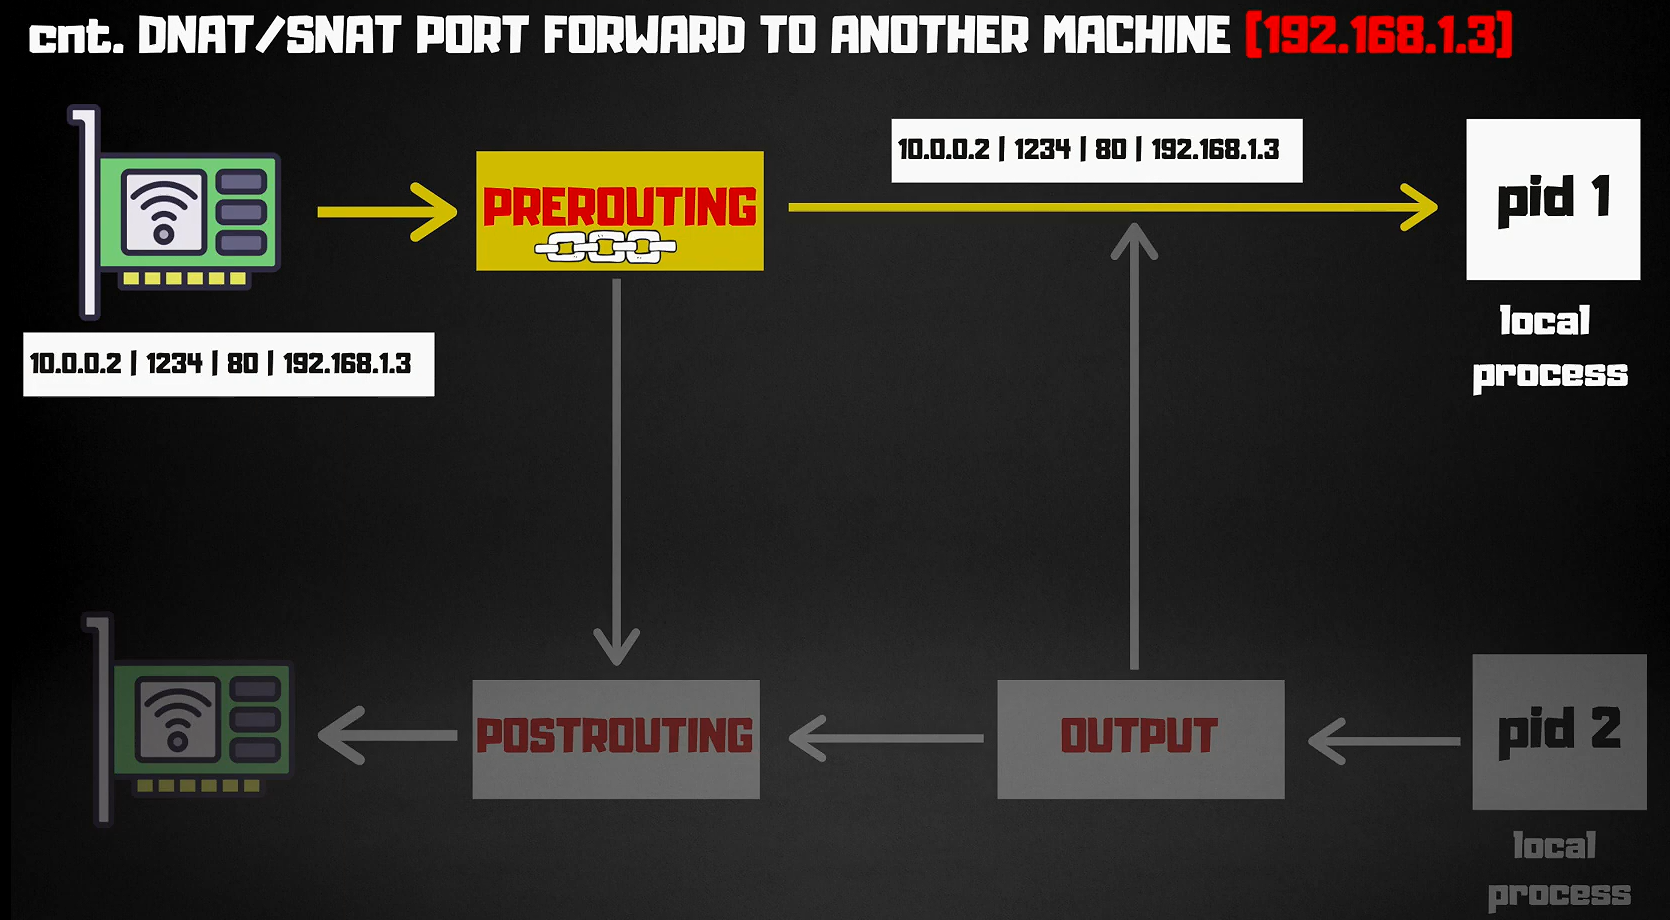 cnt. DNAT/SNAT PORT FORWARD TO ANOTHER MACHINE [192.168.1.3]
10.0.0.2 | 1234 | 80 | 192.168.1.3
PREROUTING
pid 1
local
process
10.0.0.2 | 1234 | 80 | 192.168.1.3
POSTROUTING
OUTPUT
pid 2
local
process